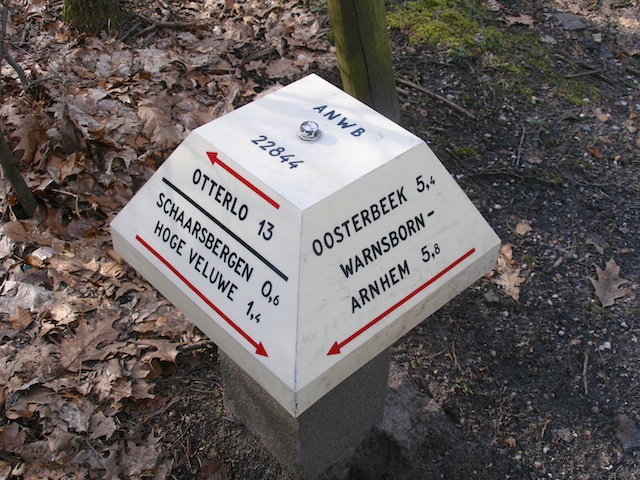 ANWB
22844
OTTERLO 13
SCHAARSBERGEN 0,6
HOGE VELUWE 1,4
OOSTERBEEK 5,4
WARNSBORN-
ARNHEM 5,8